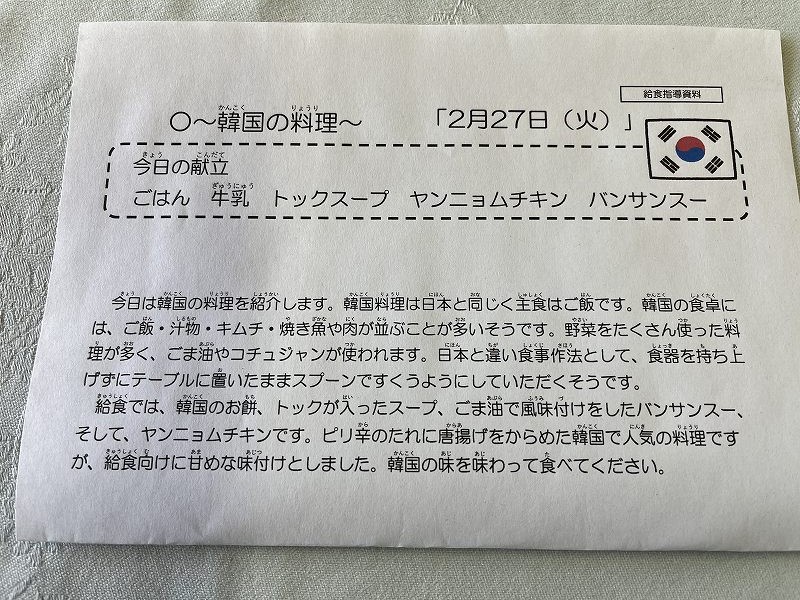 給食指導資料
〇～韓国の料理～ 「2月27日（火）」
今日の献立
ごはん 牛乳 トックスープ ヤンニョムチキン バンサンスー
今日は韓国の料理を紹介します。韓国料理は日本と同じく主食はご飯です。韓国の食卓に
は、ご飯・汁物・キムチ・焼き魚や肉が並ぶことが多いそうです。野菜をたくさん使った料
理が多く、ごま油やコチュジャンが使われます。日本と違い食事作法として、食器を持ち上
げずにテーブルに置いたままスプーンですくうようにしていただくそうです。
給食では、韓国のお餅、トックが入ったスープ、ごま油で風味付けをしたバンサンスー、
そして、ヤンニョムチキンです。ピリ辛のたれに唐揚げをからめた韓国で人気の料理です
が、給食向けに甘めな味付けとしました。韓国の味を味わって食べてください。